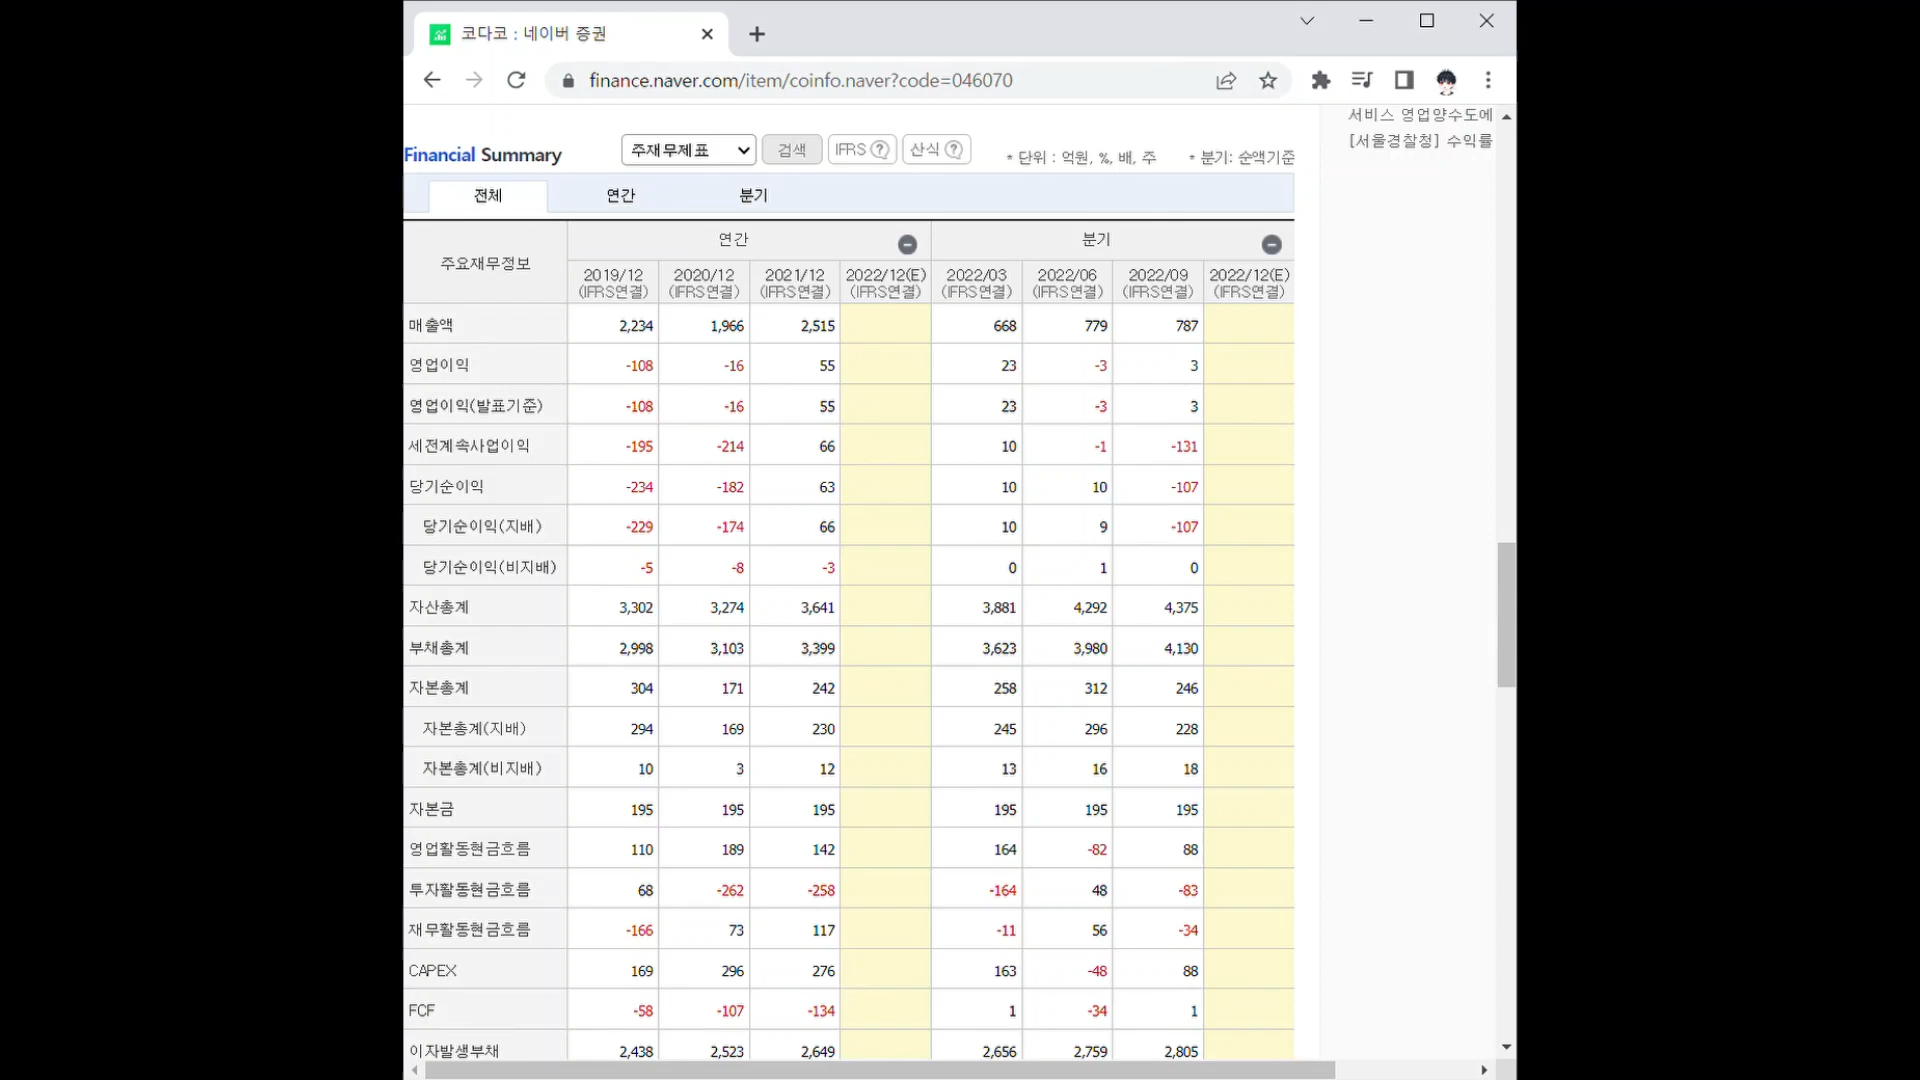 코다코 : 네이버 증권
finance.naver.com/item/coinfo.naver?code=046070
서비스 영업양수도에
[서울경찰청] 수익률
Financial Summary 주재무제표 검색 IFRS ? 산식 ? * 단위 : 억원, %, 배, 주 * 분기: 순액기준
전체 연간 분기
주요재무정보 연간 분기
2019/12 2020/12 2021/12 2022/12(E) 2022/03 2022/06 2022/09 2022/12(E)
(IFRS연결) (IFRS연결) (IFRS연결) (IFRS연결) (IFRS연결) (IFRS연결) (IFRS연결) (IFRS연결)
매출액 2,234 1,966 2,515 668 779 787
영업이익 -108 -16 55 23 -3 3
영업이익(발표기준) -108 -16 55 23 -3 3
세전계속사업이익 -195 -214 66 10 -1 -131
당기순이익 -234 -182 63 10 10 -107
당기순이익(지배) -229 -174 66 10 9 -107
당기순이익(비지배) -5 -8 -3 0 1 0
자산총계 3,302 3,274 3,641 3,881 4,292 4,375
부채총계 2,998 3,103 3,399 3,623 3,980 4,130
자본총계 304 171 242 258 312 246
자본총계(지배) 294 169 230 245 296 228
자본총계(비지배) 10 3 12 13 16 18
자본금 195 195 195 195 195 195
영업활동현금흐름 110 189 142 164 -82 88
투자활동현금흐름 68 -262 -258 -164 48 -83
재무활동현금흐름 -166 73 117 -11 56 -34
CAPEX 169 296 276 163 -48 88
FCF -58 -107 -134 1 -34 1
이자발생부채 2,438 2,523 2,649 2,656 2,759 2,805